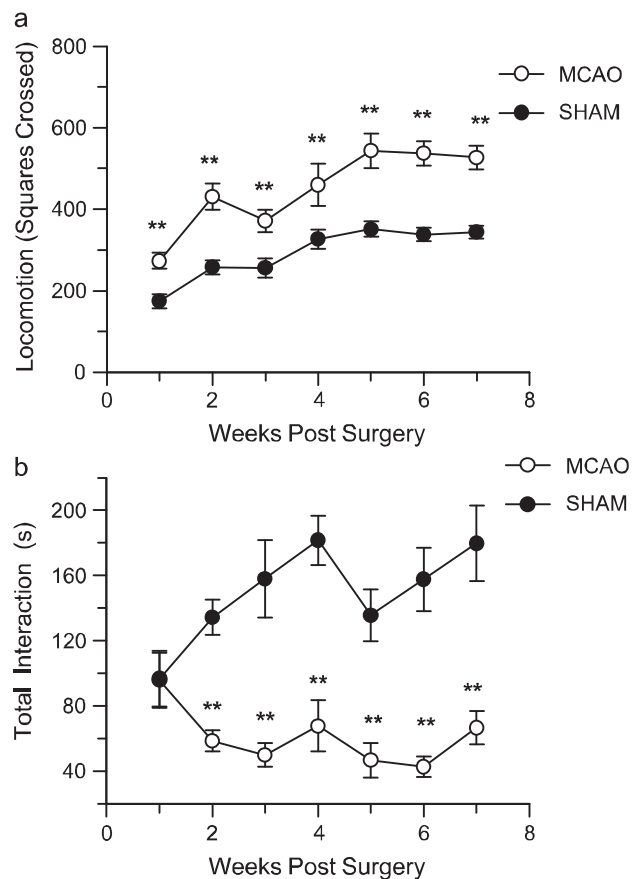 a
800
600
400
200
0
Locomotion (Squares Crossed)
MCAO
SHAM
** ** ** ** ** ** **
0 2 4 6 8
Weeks Post Surgery
b
200
160
120
80
40
Total Interaction (s)
MCAO
SHAM
** ** ** ** ** **
0 2 4 6 8
Weeks Post Surgery